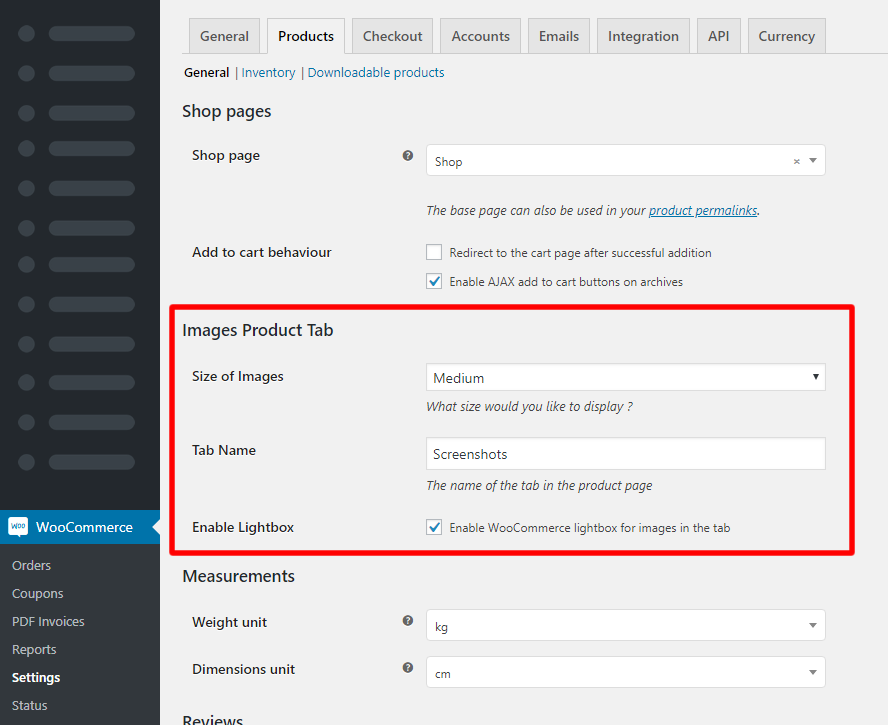 General Products Checkout Accounts Emails Integration API Currency
General | Inventory | Downloadable products
Shop pages
Shop page ? Shop ×
The base page can also be used in your product permalinks.
Add to cart behaviour Redirect to the cart page after successful addition
Enable AJAX add to cart buttons on archives
Images Product Tab
Size of Images Medium
What size would you like to display ?
Tab Name Screenshots
The name of the tab in the product page
Enable Lightbox Enable WooCommerce lightbox for images in the tab
Measurements
Weight unit ? kg
Dimensions unit ? cm
Reviews
Woo WooCommerce
Orders
Coupons
PDF Invoices
Reports
Settings
Status